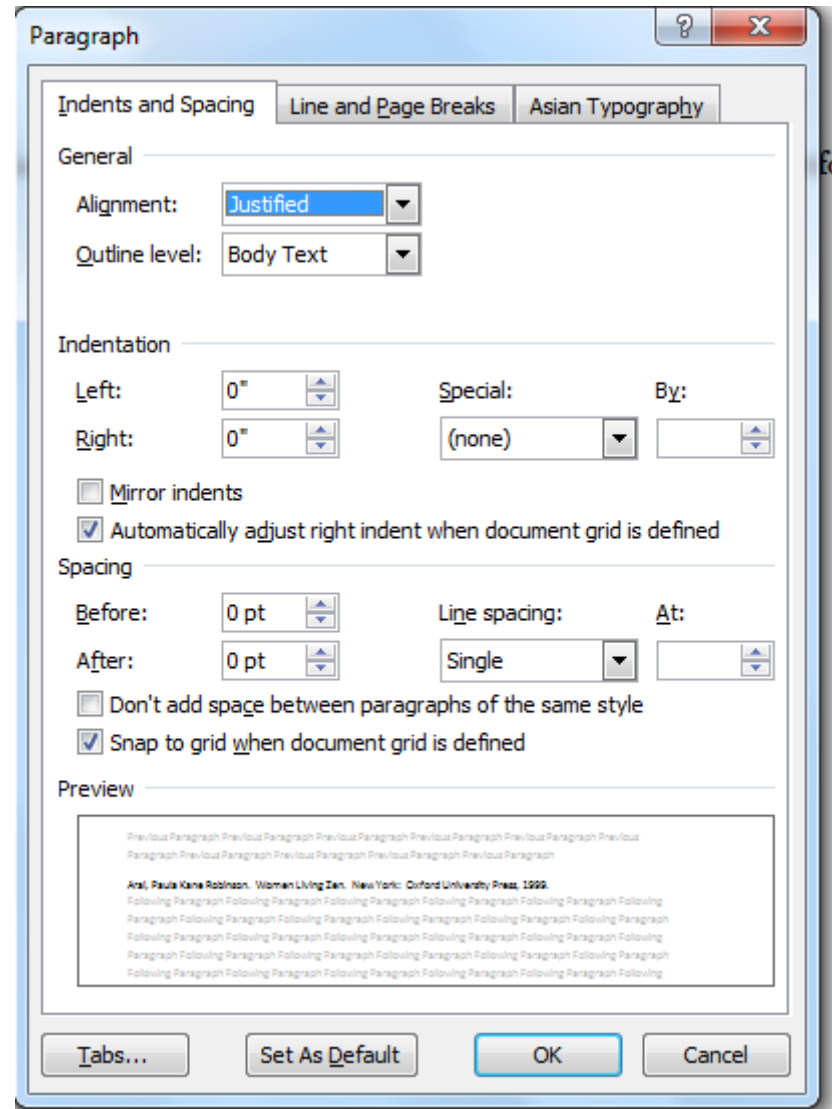 Paragraph
Indents and Spacing Line and Page Breaks Asian Typography
General
Alignment: Justified
Outline level: Body Text
Indentation
Left: 0" Special: By:
Right: 0" (none)
Mirror indents
Automatically adjust right indent when document grid is defined
Spacing
Before: 0 pt Line spacing: At:
After: 0 pt Single
Don't add space between paragraphs of the same style
Snap to grid when document grid is defined
Preview
Previous Paragraph Previous Paragraph Previous Paragraph Previous Paragraph Previous Paragraph Previous
Paragraph Previous Paragraph Previous Paragraph Previous Paragraph Previous Paragraph
Arai, Paula Kane Robinson. Women Living Zen. New York: Oxford University Press, 1999.
Following Paragraph Following Paragraph Following Paragraph Following Paragraph Following Paragraph Following
Paragraph Following Paragraph Following Paragraph Following Paragraph Following Paragraph Following Paragraph
Following Paragraph Following Paragraph Following Paragraph Following Paragraph Following Paragraph Following
Paragraph Following Paragraph Following Paragraph Following Paragraph Following Paragraph Following Paragraph
Following Paragraph Following Paragraph Following Paragraph Following Paragraph Following Paragraph Following
Tabs... Set As Default OK Cancel